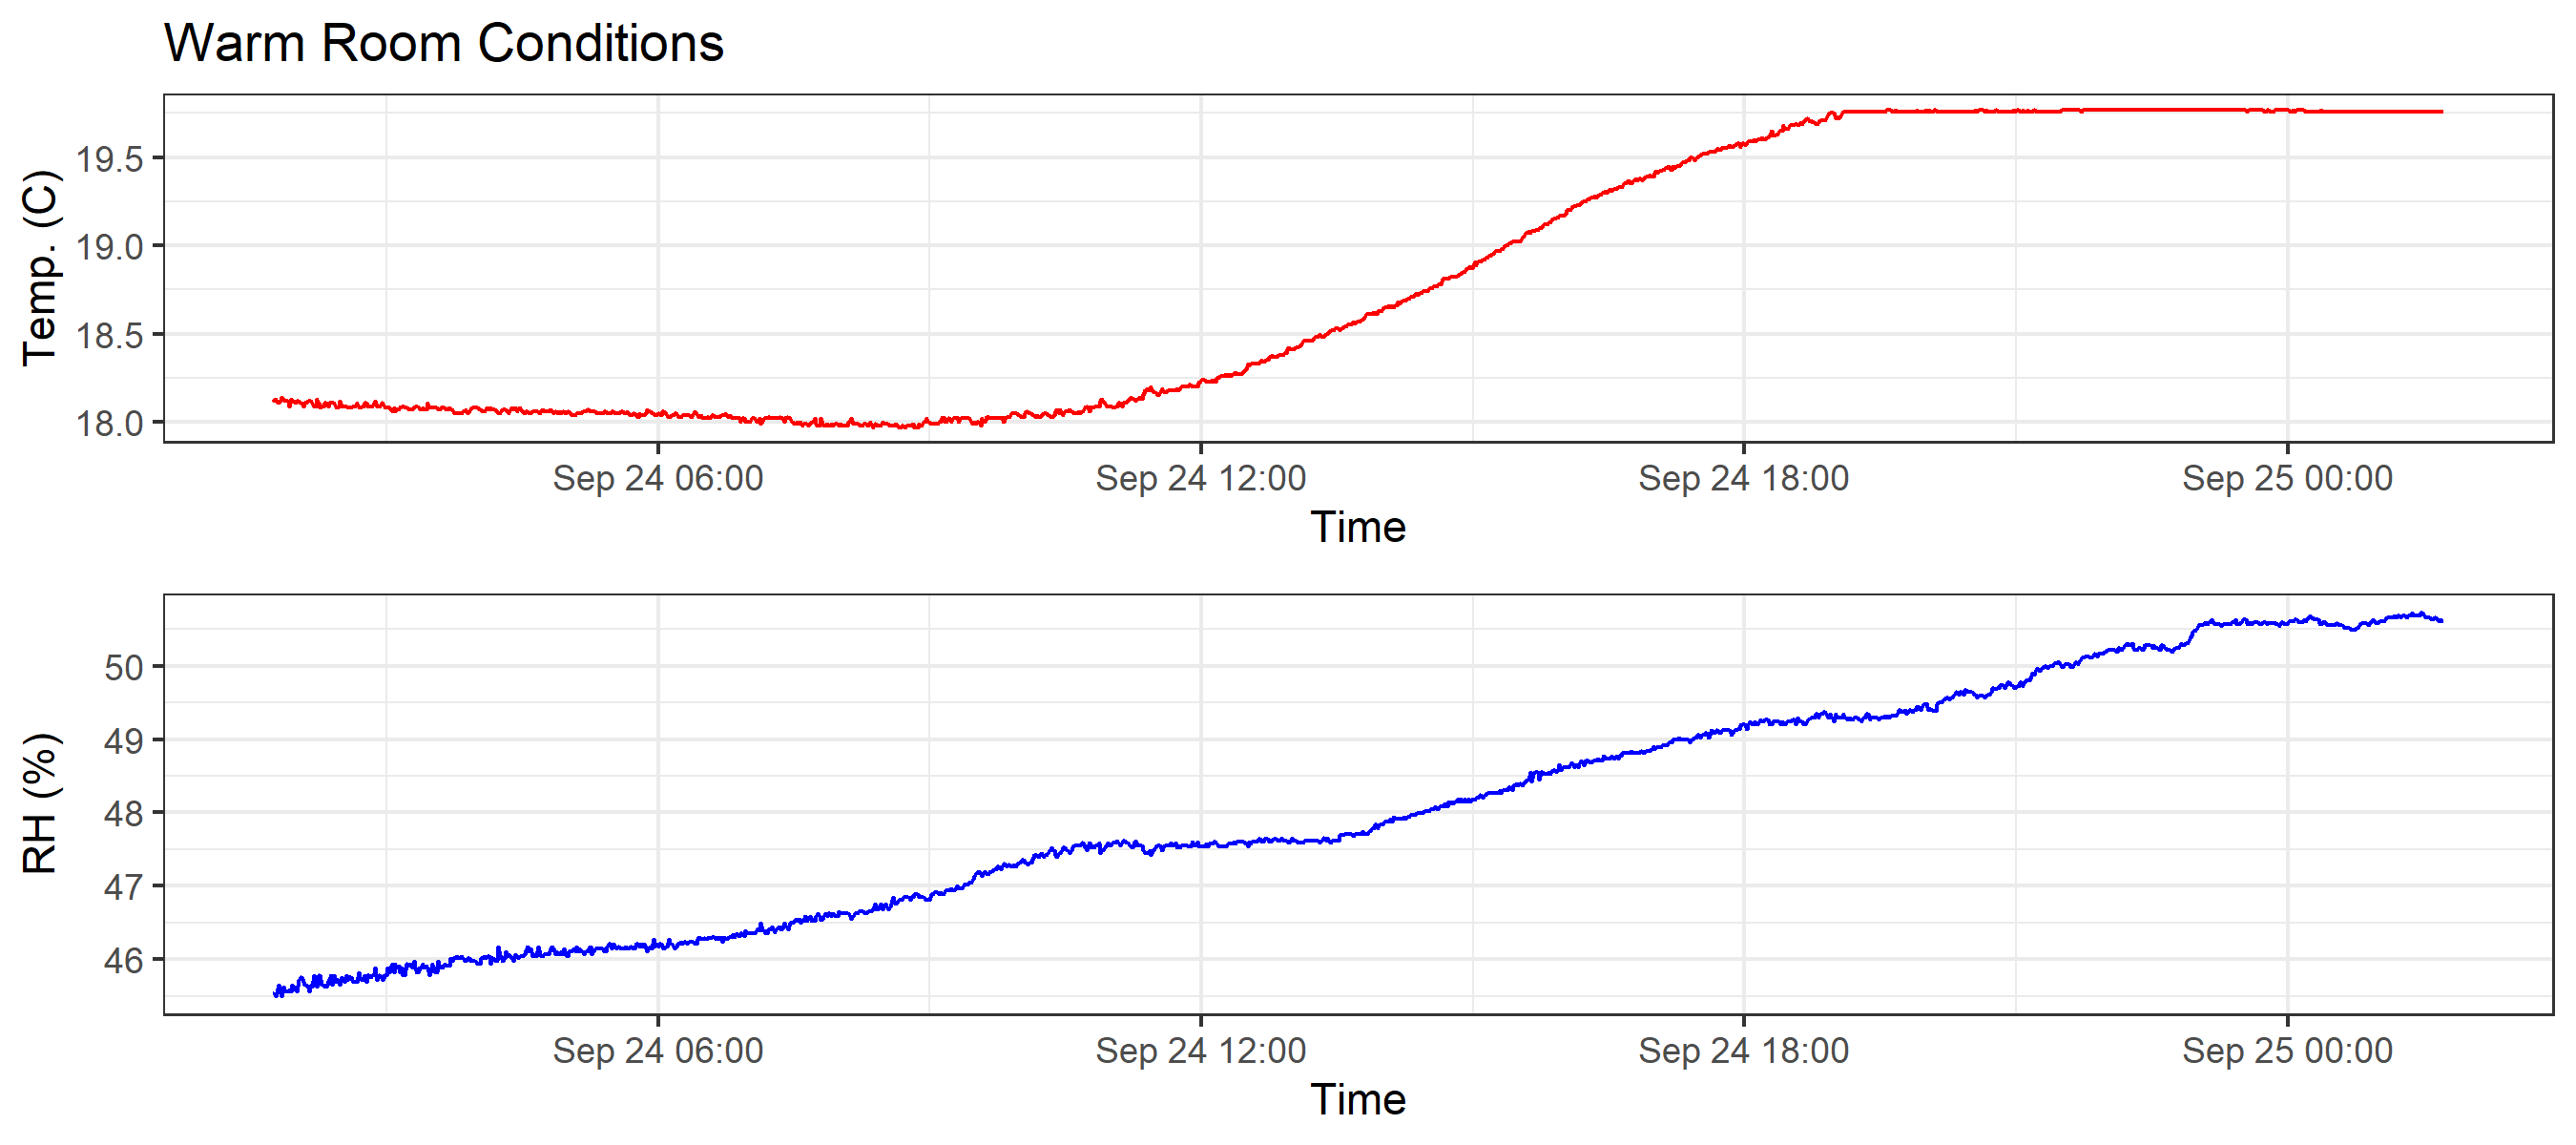 Warm Room Conditions
Temp. (C)
19.5
19.0
18.5
18.0
Sep 24 06:00 Sep 24 12:00 Sep 24 18:00 Sep 25 00:00
Time
RH (%)
50
49
48
47
46
Sep 24 06:00 Sep 24 12:00 Sep 24 18:00 Sep 25 00:00
Time